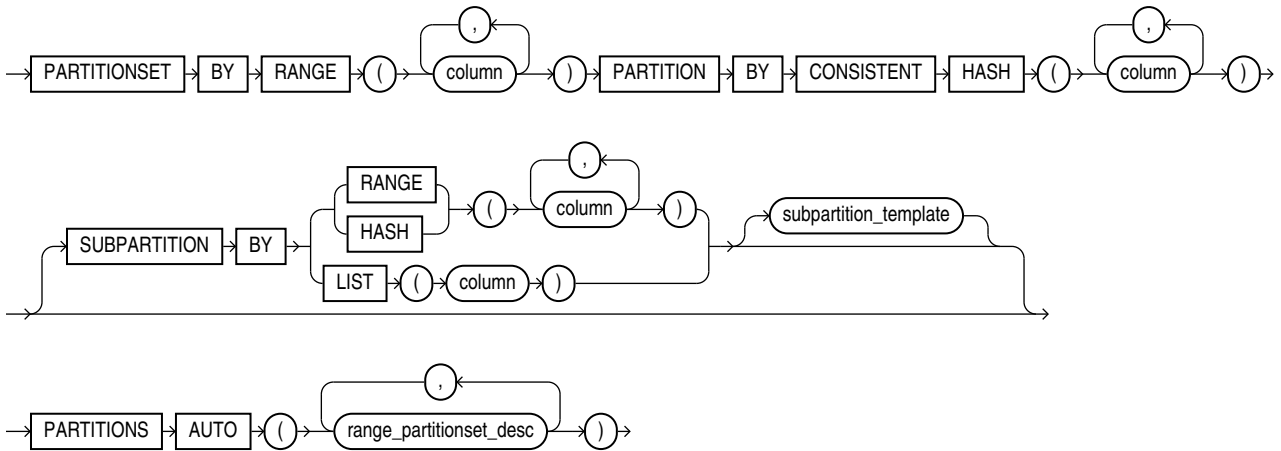 ,
,
PARTITIONSET BY RANGE ( column ) PARTITION BY CONSISTENT HASH ( column )
,
RANGE
( column )
subpartition_template
HASH
SUBPARTITION BY
LIST ( column )
,
PARTITIONS AUTO ( range_partitionset_desc )